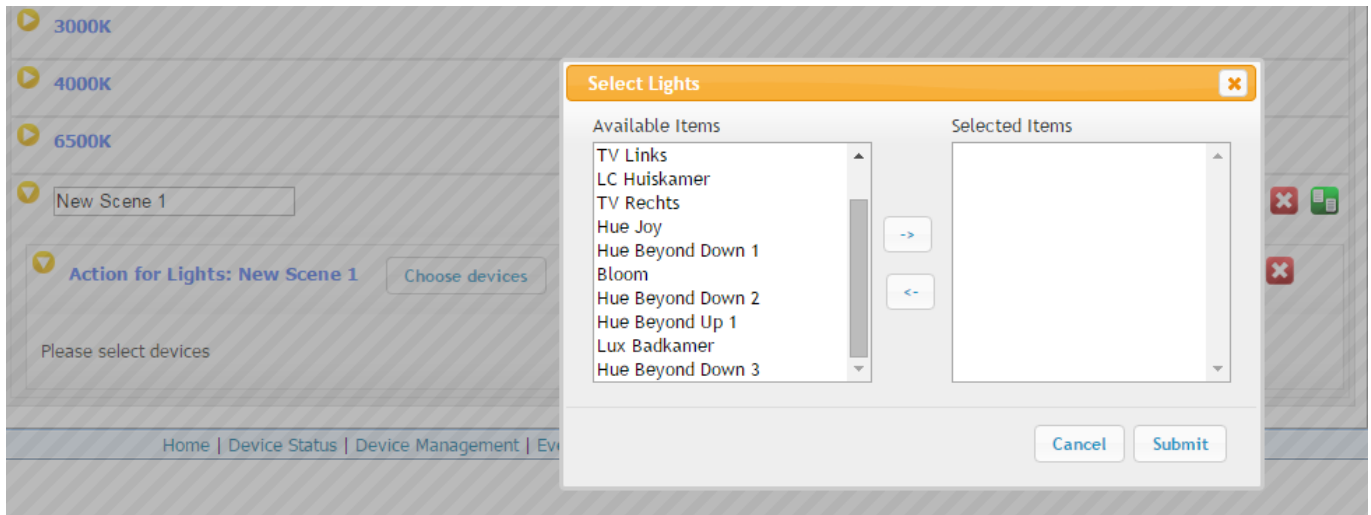 3000K
4000K
6500K
New Scene 1
Action for Lights: New Scene 1
Choose devices
Please select devices
Home | Device Status | Device Management |
Select Lights
Available Items
TV Links
LC Huiskamer
TV Rechts
Hue Joy
Hue Beyond Down 1
Bloom
Hue Beyond Down 2
Hue Beyond Up 1
Lux Badkamer
Hue Beyond Down 3
->
<-
Selected Items
Cancel
Submit